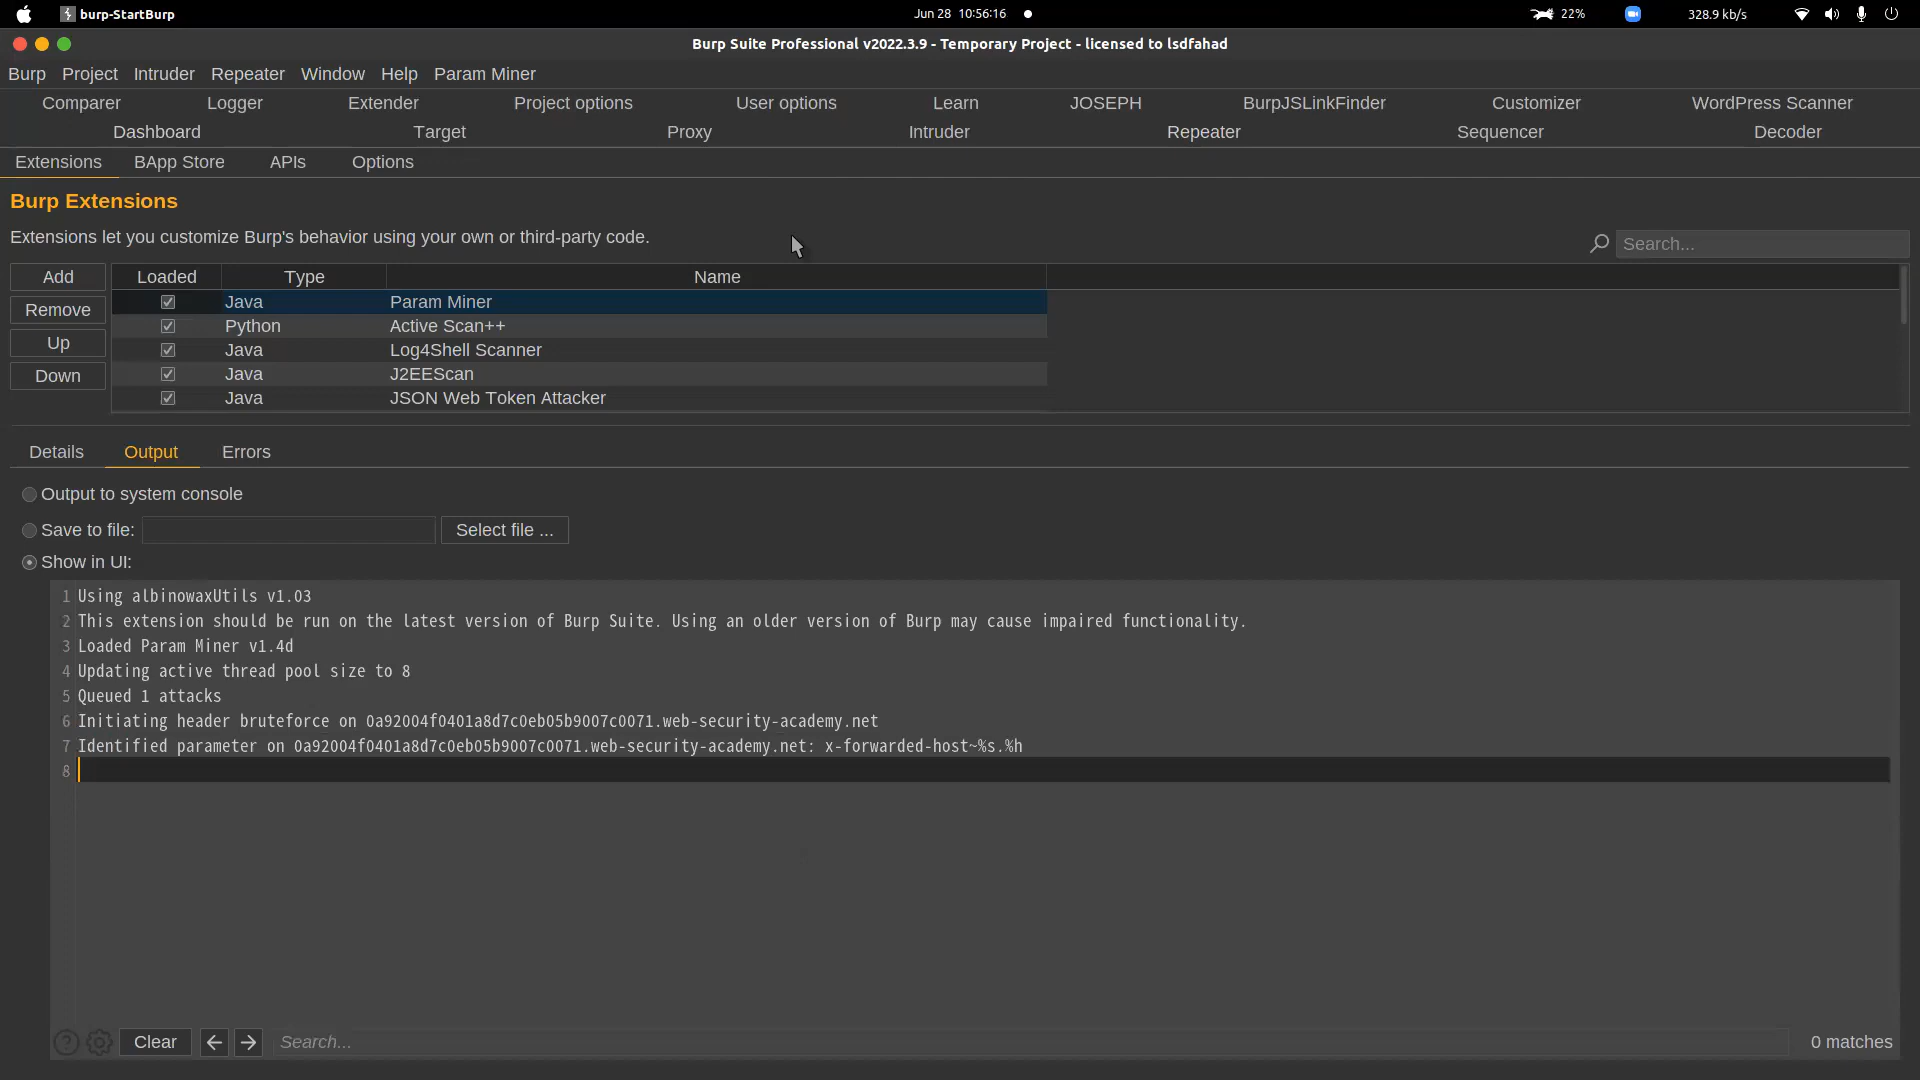 burp-StartBurp
Jun 28 10:56:16
22%
328.9 kb/s
Burp Suite Professional v2022.3.9 - Temporary Project - licensed to lsdfahad
Burp Project Intruder Repeater Window Help Param Miner
Comparer Logger Extender Project options User options Learn JOSEPH BurpJSLinkFinder Customizer WordPress Scanner
Dashboard Target Proxy Intruder Repeater Sequencer Decoder
Extensions BApp Store APIs Options
Burp Extensions
Extensions let you customize Burp's behavior using your own or third-party code.
Search...
Add
Remove
Up
Down
Loaded Type Name
Java Param Miner
Python Active Scan++
Java Log4Shell Scanner
Java J2EEScan
Java JSON Web Token Attacker
Details Output Errors
Output to system console
Save to file: Select file ...
Show in UI:
1 Using albinowaxUtils v1.03
2 This extension should be run on the latest version of Burp Suite. Using an older version of Burp may cause impaired functionality.
3 Loaded Param Miner v1.4d
4 Updating active thread pool size to 8
5 Queued 1 attacks
6 Initiating header bruteforce on 0a92004f0401a8d7c0eb05b9007c0071.web-security-academy.net
7 Identified parameter on 0a92004f0401a8d7c0eb05b9007c0071.web-security-academy.net: x-forwarded-host~%s.%h
8
? Clear Search... 0 matches